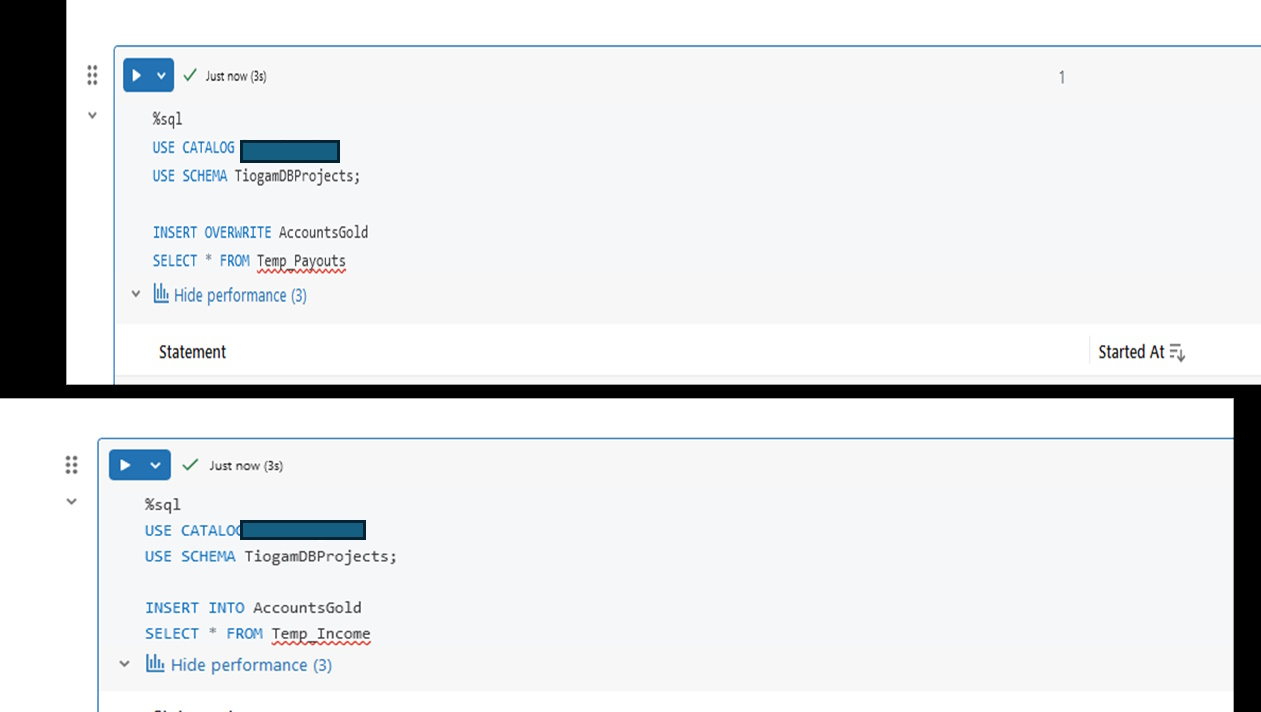 Just now (3s)
1
%sql
USE CATALOG
USE SCHEMA TiogamDBProjects;
INSERT OVERWRITE AccountsGold
SELECT * FROM Temp_Payouts
Hide performance (3)
Statement Started At
Just now (3s)
%sql
USE CATALOG
USE SCHEMA TiogamDBProjects;
INSERT INTO AccountsGold
SELECT * FROM Temp_Income
Hide performance (3)